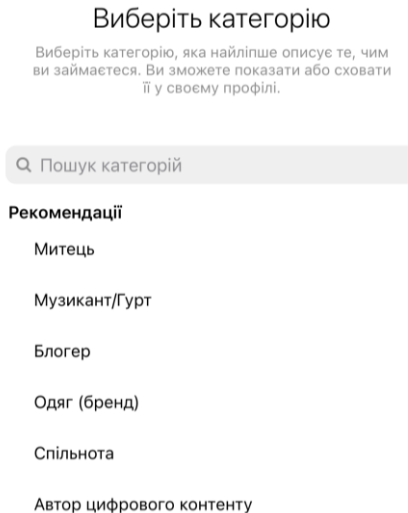 Виберіть категорію
Виберіть категорію, яка найліпше описує те, чим
ви займаєтеся. Ви зможете показати або сховати
її у своєму профілі.
Пошук категорій
Рекомендації
Митець
Музикант/Гурт
Блогер
Одяг (бренд)
Спільнота
Автор цифрового контенту